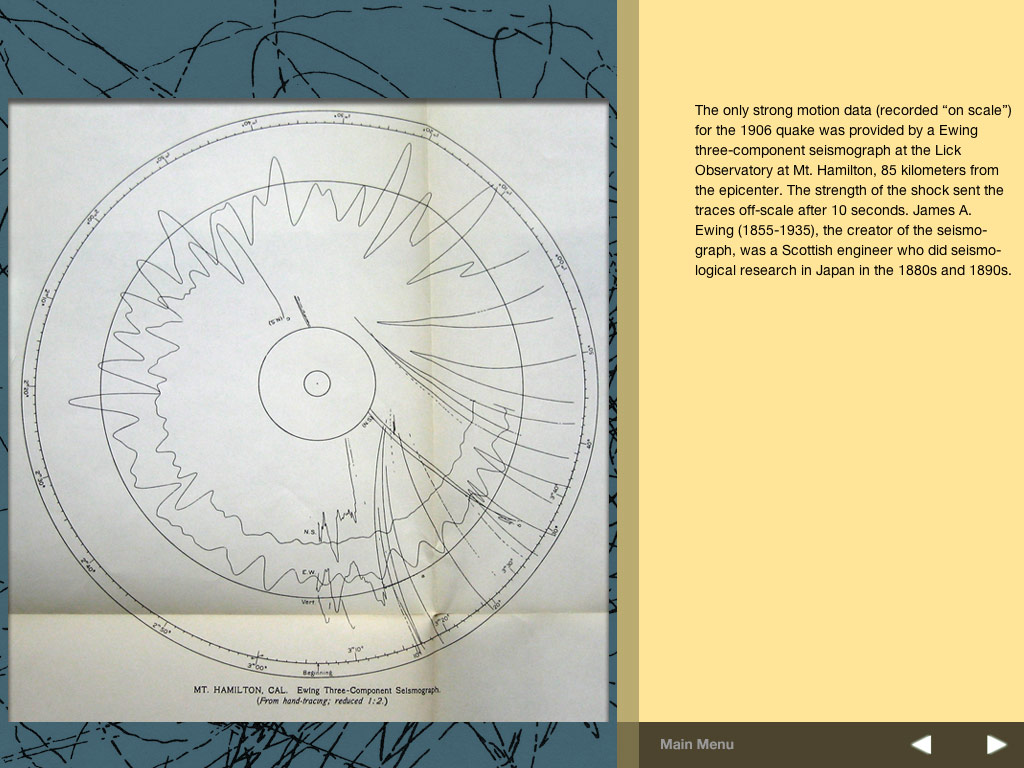 The only strong motion data (recorded “on scale”)
for the 1906 quake was provided by a Ewing
three-component seismograph at the Lick
Observatory at Mt. Hamilton, 85 kilometers from
the epicenter. The strength of the shock sent the
traces off-scale after 10 seconds. James A.
Ewing (1855-1935), the creator of the seismo-
graph, was a Scottish engineer who did seismo-
logical research in Japan in the 1880s and 1890s.
N.S.
E.W.
Vert.
Beginning
MT. HAMILTON, CAL. Ewing Three-Component Seismograph.
(From hand-tracing; reduced 1:2.)
Main Menu